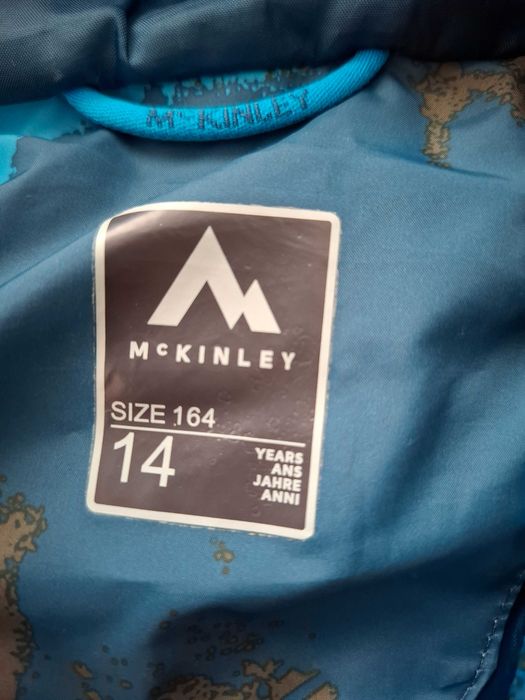 McKINLEY
McKINLEY
SIZE 164
14
YEARS
ANS
JAHRE
ANNI